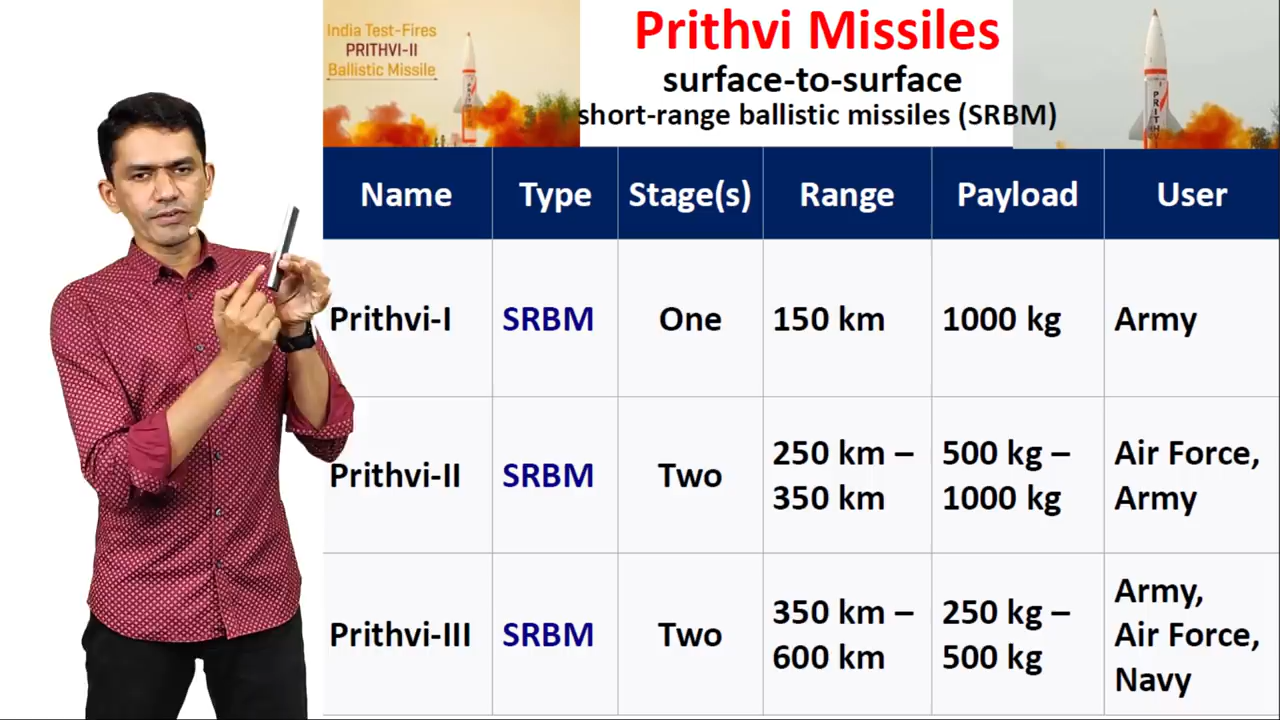 India Test-Fires
PRITHVI-II
Ballistic Missile
Prithvi Missiles
surface-to-surface
short-range ballistic missiles (SRBM)
Name Type Stage(s) Range Payload User
Prithvi-I SRBM One 150 km 1000 kg Army
Prithvi-II SRBM Two 250 km – 350 km 500 kg – 1000 kg Air Force, Army
Prithvi-III SRBM Two 350 km – 600 km 250 kg – 500 kg Army, Air Force, Navy